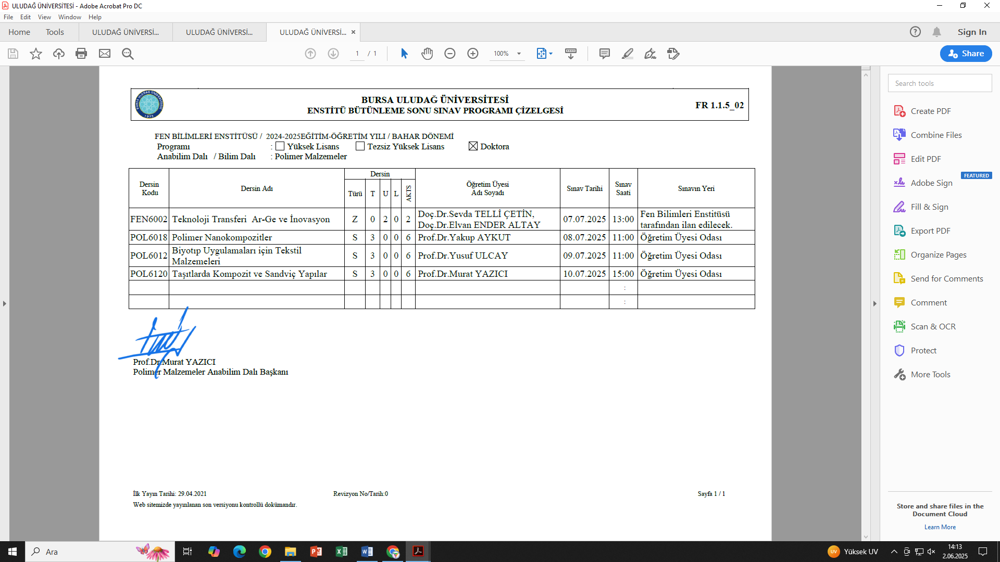 ULUDAĞ ÜNİVERSİTESİ - Adobe Acrobat Pro DC
File Edit View Window Help
Home Tools ULUDAĞ ÜNİVERSİ... ULUDAĞ ÜNİVERSİ... ULUDAĞ ÜNİVERSİ... Sign In
1 / 1 100% Share
BURSA ULUDAĞ ÜNİVERSİTESİ
ENSTİTÜ BÜTÜNLEME SONU SINAV PROGRAMI ÇİZELGESİ
FR 1.1.5_02
BURSA ULUDAĞ ÜNİVERSİTESİ 1975
FEN BİLİMLERİ ENSTİTÜSÜ / 2024-2025EĞİTİM-ÖĞRETİM YILI / BAHAR DÖNEMİ
Programı : Yüksek Lisans Tezsiz Yüksek Lisans Doktora
Anabilim Dalı / Bilim Dalı : Polimer Malzemeler
Dersin Kodu Dersin Adı Dersin Türü T U L AKTS Öğretim Üyesi Adı Soyadı Sınav Tarihi Sınav Saati Sınavın Yeri
FEN6002 Teknoloji Transferi Ar-Ge ve İnovasyon Z 0 2 0 2 Doç.Dr.Sevda TELLİ ÇETİN, Doç.Dr.Elvan ENDER ALTAY 07.07.2025 13:00 Fen Bilimleri Enstitüsü tarafından ilan edilecek.
POL6018 Polimer Nanokompozitler S 3 0 0 6 Prof.Dr.Yakup AYKUT 08.07.2025 11:00 Öğretim Üyesi Odası
POL6012 Biyotıp Uygulamaları için Tekstil Malzemeleri S 3 0 0 6 Prof.Dr.Yusuf ULCAY 09.07.2025 11:00 Öğretim Üyesi Odası
POL6120 Taşıtlarda Kompozit ve Sandviç Yapılar S 3 0 0 6 Prof.Dr.Murat YAZICI 10.07.2025 15:00 Öğretim Üyesi Odası
:
:
Prof.Dr.Murat YAZICI
Polimer Malzemeler Anabilim Dalı Başkanı
İlk Yayın Tarihi: 29.04.2021 Revizyon No/Tarih:0 Sayfa 1 / 1
Web sitemizde yayınlanan son versiyonu kontrollü dokümandır.
Search tools
Create PDF
Combine Files
Edit PDF
FEATURED
Adobe Sign
Fill & Sign
Export PDF
Organize Pages
Send for Comments
Comment
Scan & OCR
Protect
More Tools
Store and share files in the
Document Cloud
Learn More
Ara
UV Yüksek UV
14:13
2.06.2025